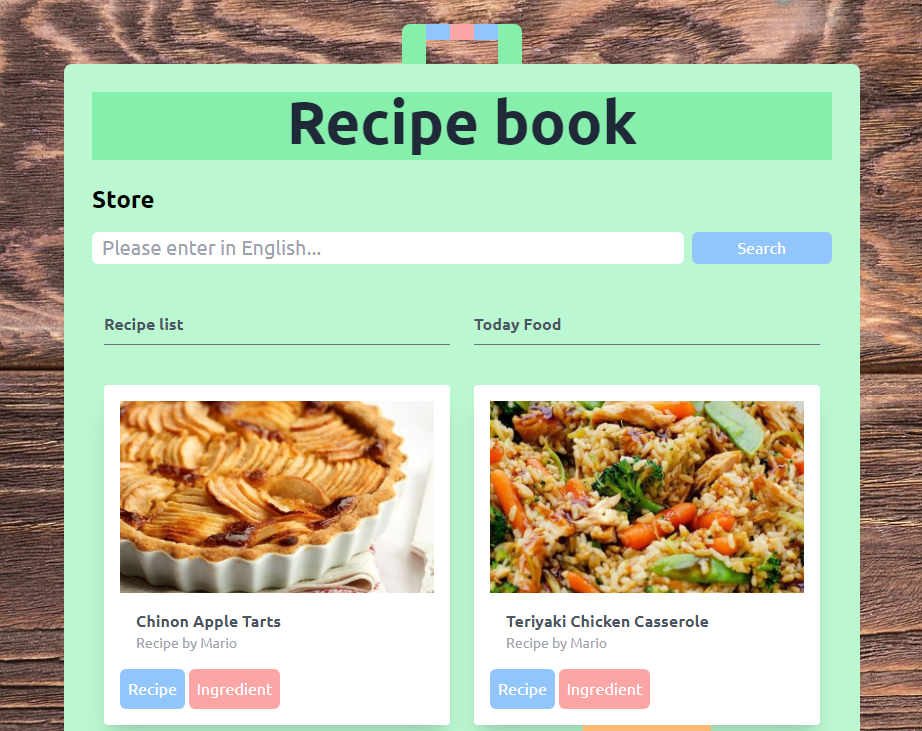 Recipe book
Store
Please enter in English...
Search
Recipe list
Today Food
Chinon Apple Tarts
Recipe by Mario
Recipe
Ingredient
Teriyaki Chicken Casserole
Recipe by Mario
Recipe
Ingredient